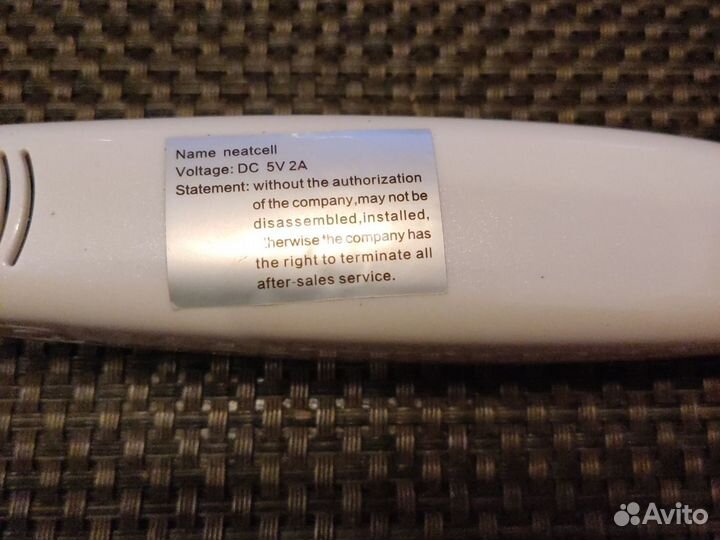 Name neatcell
Voltage: DC 5V 2A
Statement: without the authorization
of the company,may not be
disassembled,installed,
therwise the company has
the right to terminate all
after-sales service.
Avito